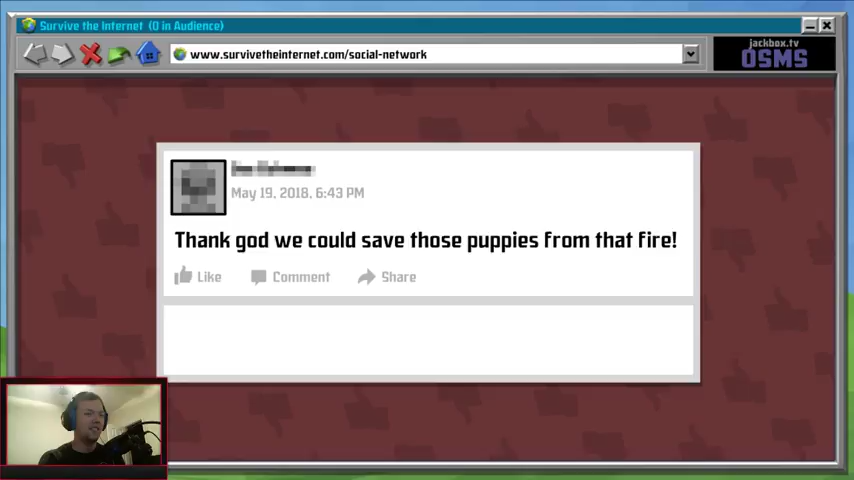 Survive the Internet (0 in Audience)
www.survivetheinternet.com/social-network
jackbox.tv
OSMS
May 19, 2018, 6:43 PM
Thank god we could save those puppies from that fire!
Like Comment Share